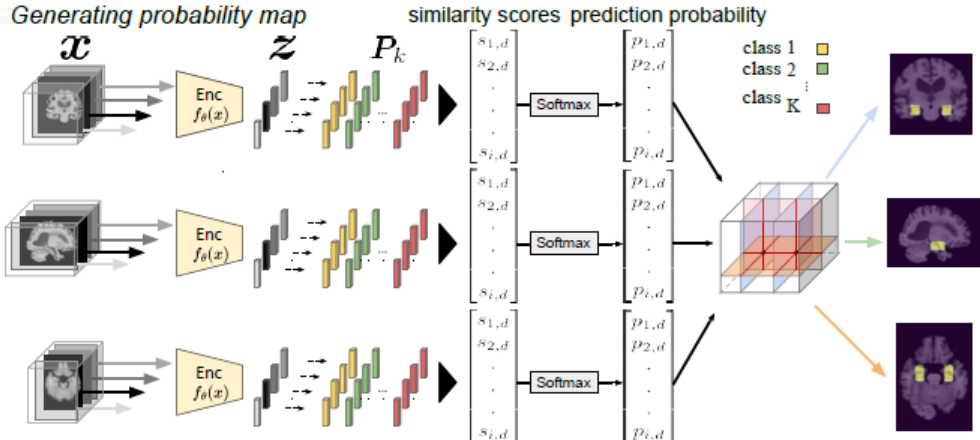 Generating probability map
similarity scores prediction probability
x
z
P_k
class 1
class 2
⋮
class K
Enc
f_θ(x)
s_{1,d}
s_{2,d}
.
.
.
s_{i,d}
Softmax
p_{1,d}
p_{2,d}
.
.
.
p_{i,d}
...
Enc
f_θ(x)
s_{1,d}
s_{2,d}
.
.
.
s_{i,d}
Softmax
p_{1,d}
p_{2,d}
.
.
.
p_{i,d}
...
Enc
f_θ(x)
s_{1,d}
s_{2,d}
.
.
.
s_{i,d}
Softmax
p_{1,d}
p_{2,d}
.
.
.
p_{i,d}
...